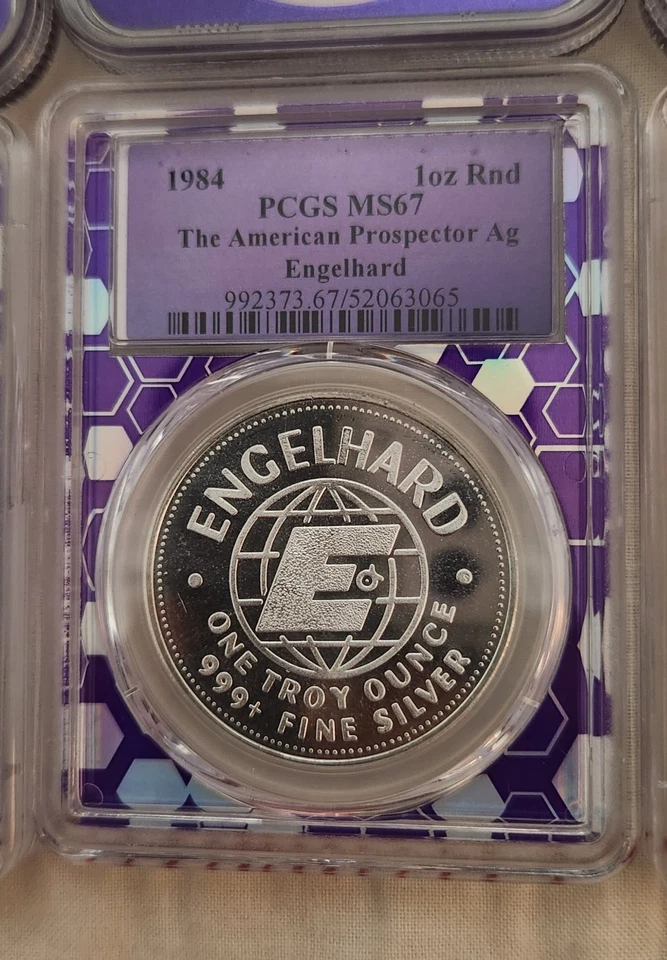 1984 1oz Rnd
PCGS MS67
The American Prospector Ag
Engelhard
992373.67/52063065
ENGELHARD
E
ONE TROY OUNCE
999+ FINE SILVER